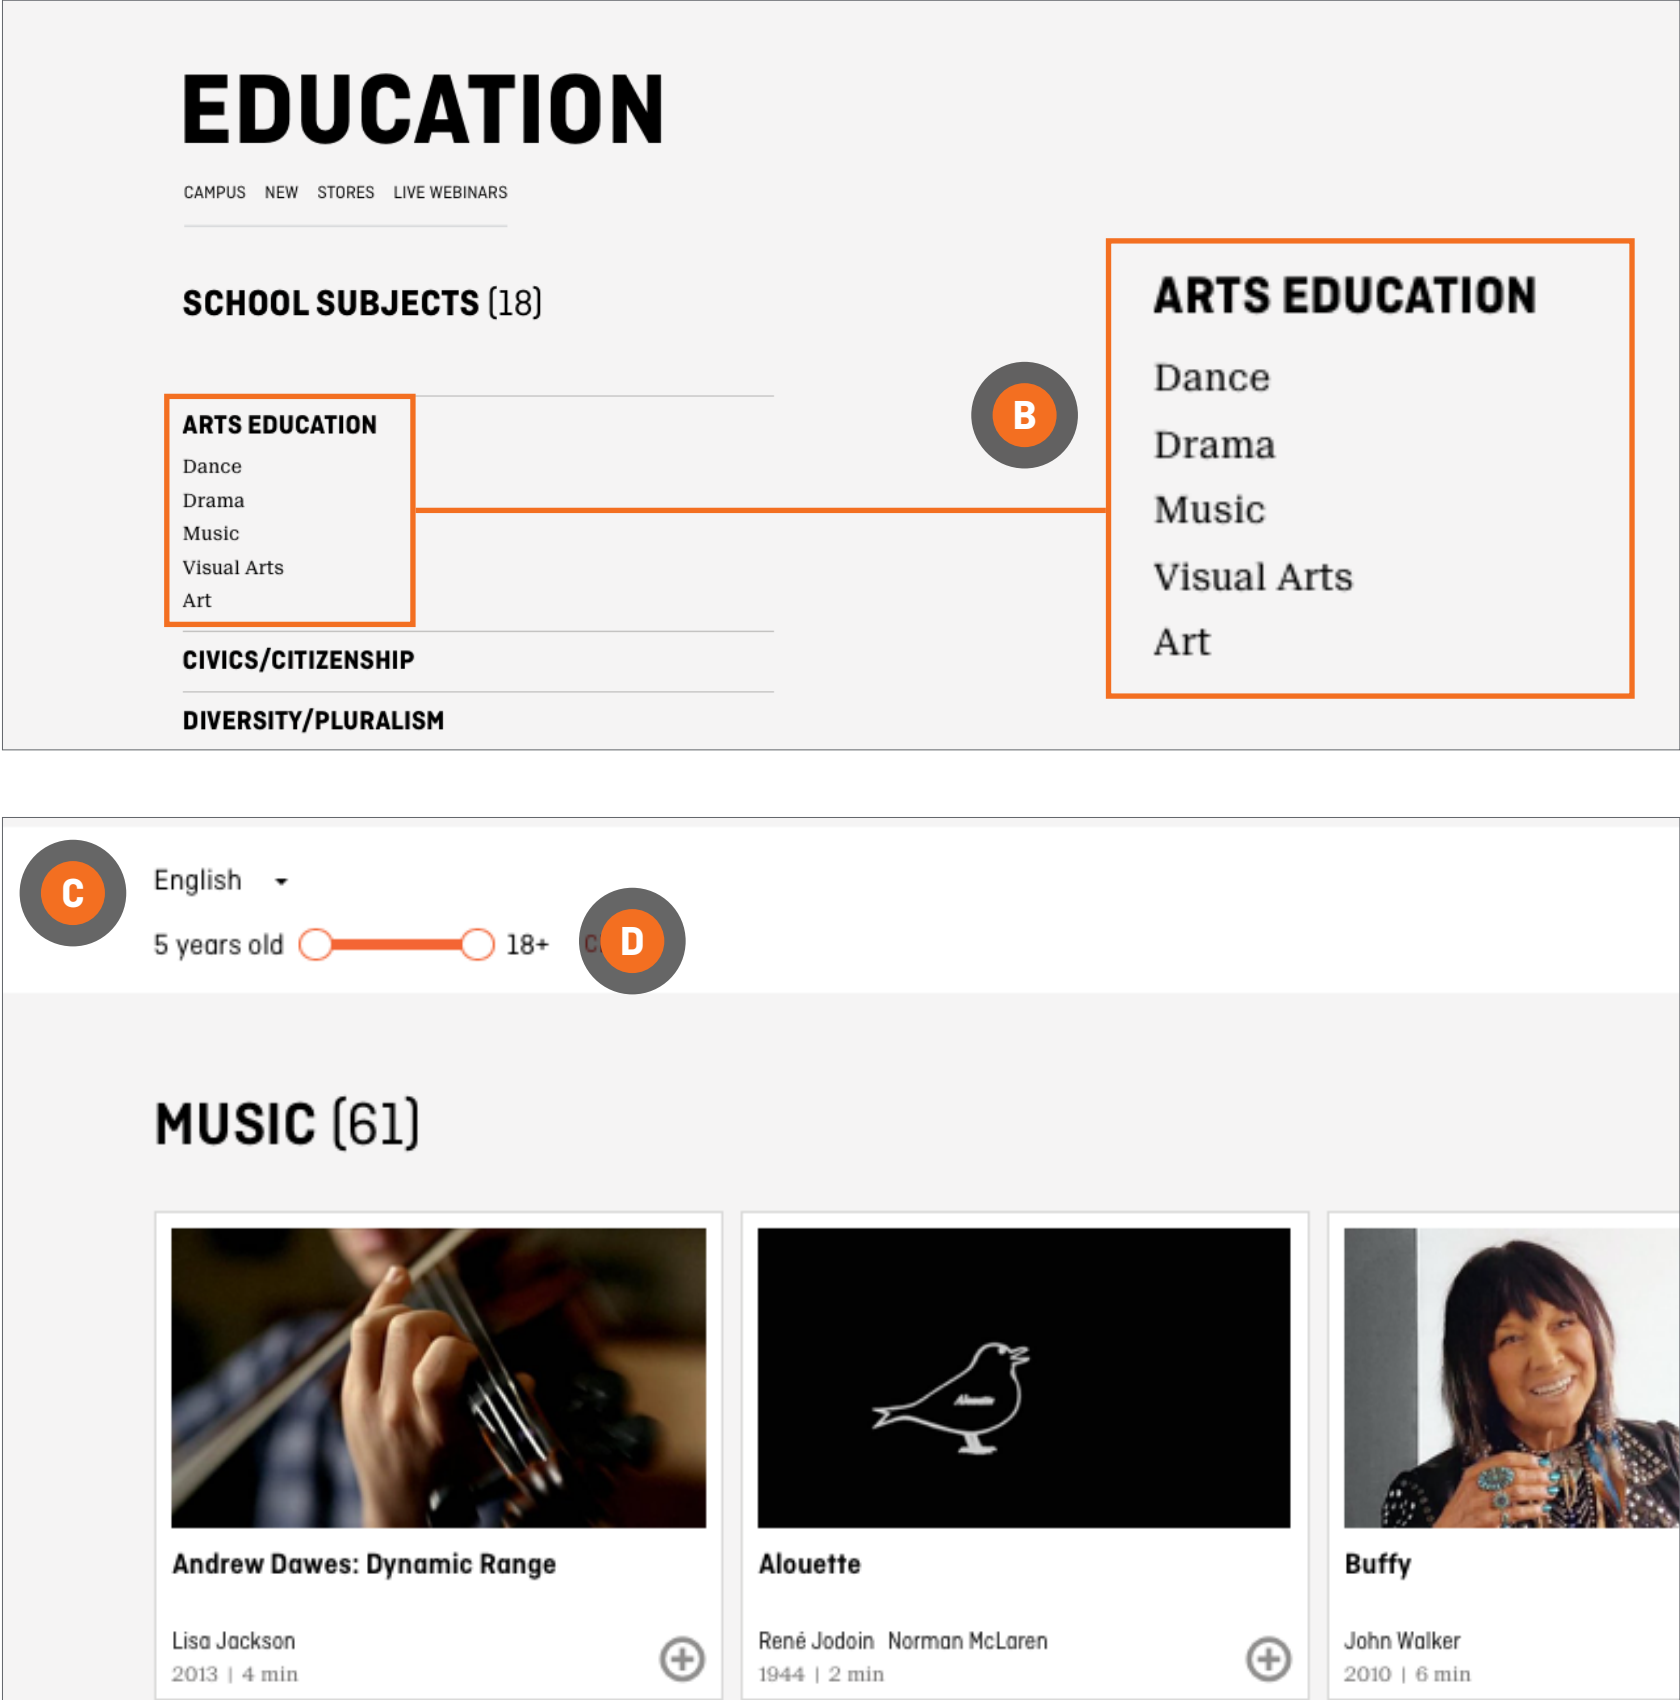 EDUCATION
CAMPUS NEW STORES LIVE WEBINARS
SCHOOL SUBJECTS (18)
ARTS EDUCATION
Dance
Drama
Music
Visual Arts
Art
CIVICS/CITIZENSHIP
DIVERSITY/PLURALISM
B
ARTS EDUCATION
Dance
Drama
Music
Visual Arts
Art
C
English
5 years old 18+
D
MUSIC (61)
Alouette
Andrew Dawes: Dynamic Range
Lisa Jackson
2013 | 4 min
Alouette
René Jodoin Norman McLaren
1944 | 2 min
Buffy
John Walker
2010 | 6 min